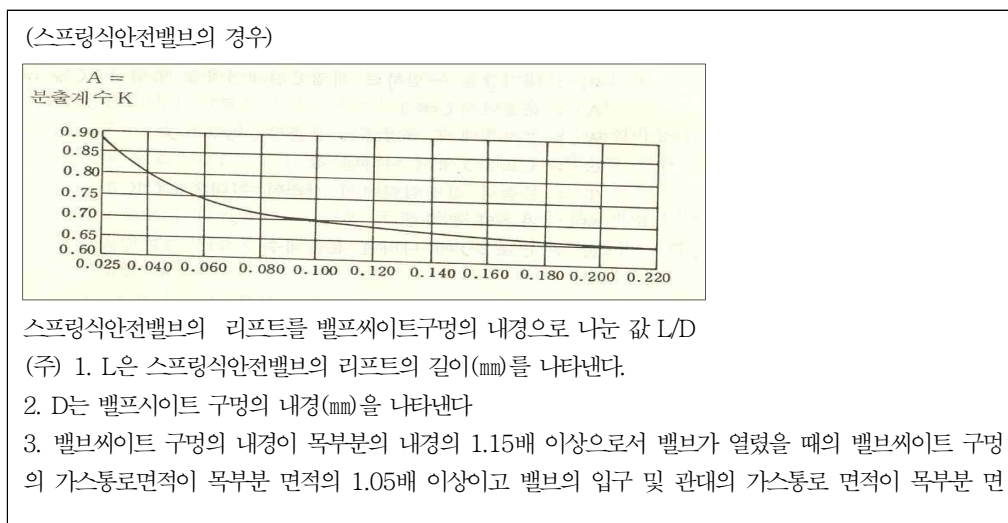 (스프링식안전밸브의 경우)
A =
분출계수 K
0.90
0.85
0.80
0.75
0.70
0.65
0.60
0.025 0.040 0.060 0.080 0.100 0.120 0.140 0.160 0.180 0.200 0.220
스프링식안전밸브의 리프트를 밸프씨이트구멍의 내경으로 나눈 값 L/D
(주) 1. L은 스프링식안전밸브의 리프트의 길이(㎜)를 나타낸다.
2. D는 밸프시이트 구멍의 내경(㎜)을 나타낸다
3. 밸브씨이트 구멍의 내경이 목부분의 내경의 1.15배 이상으로서 밸브가 열렸을 때의 밸브씨이트 구멍
의 가스통로면적이 목부분 면적의 1.05배 이상이고 밸브의 입구 및 관대의 가스통로 면적이 목부분 면